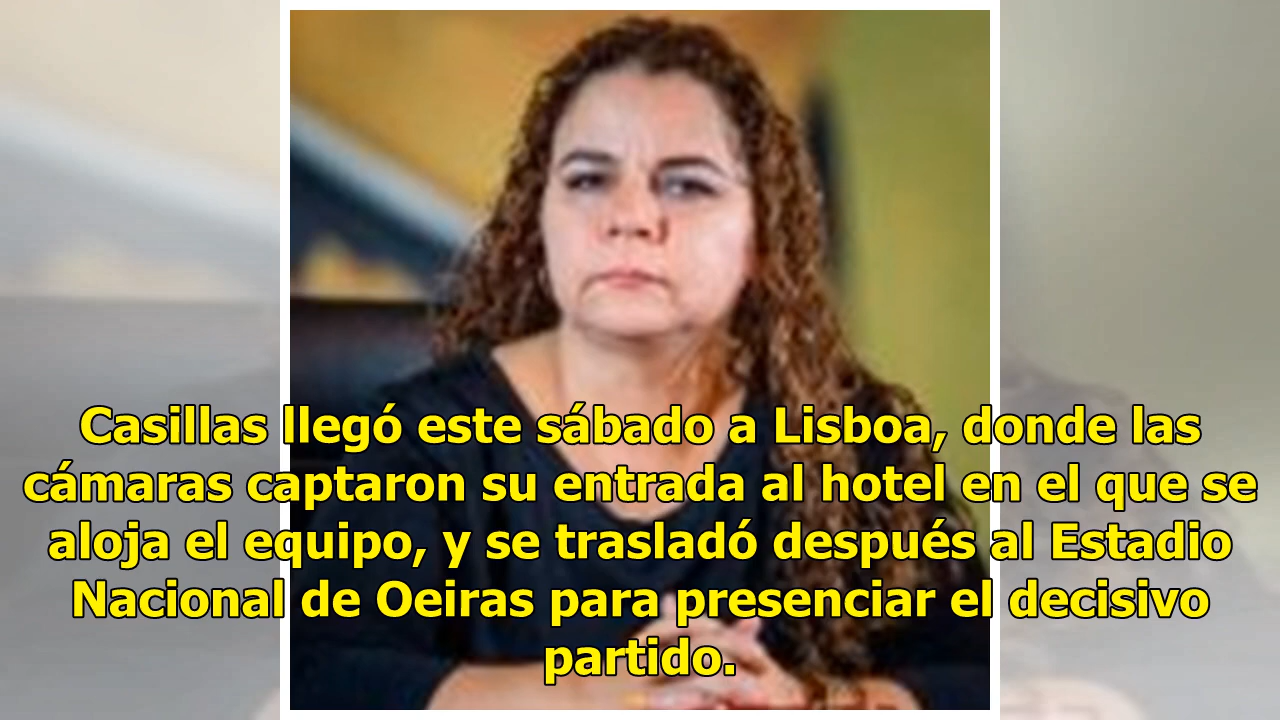 Casillas llegó este sábado a Lisboa, donde las
cámaras captaron su entrada al hotel en el que se
aloja el equipo, y se trasladó después al Estadio
Nacional de Oeiras para presenciar el decisivo
partido.